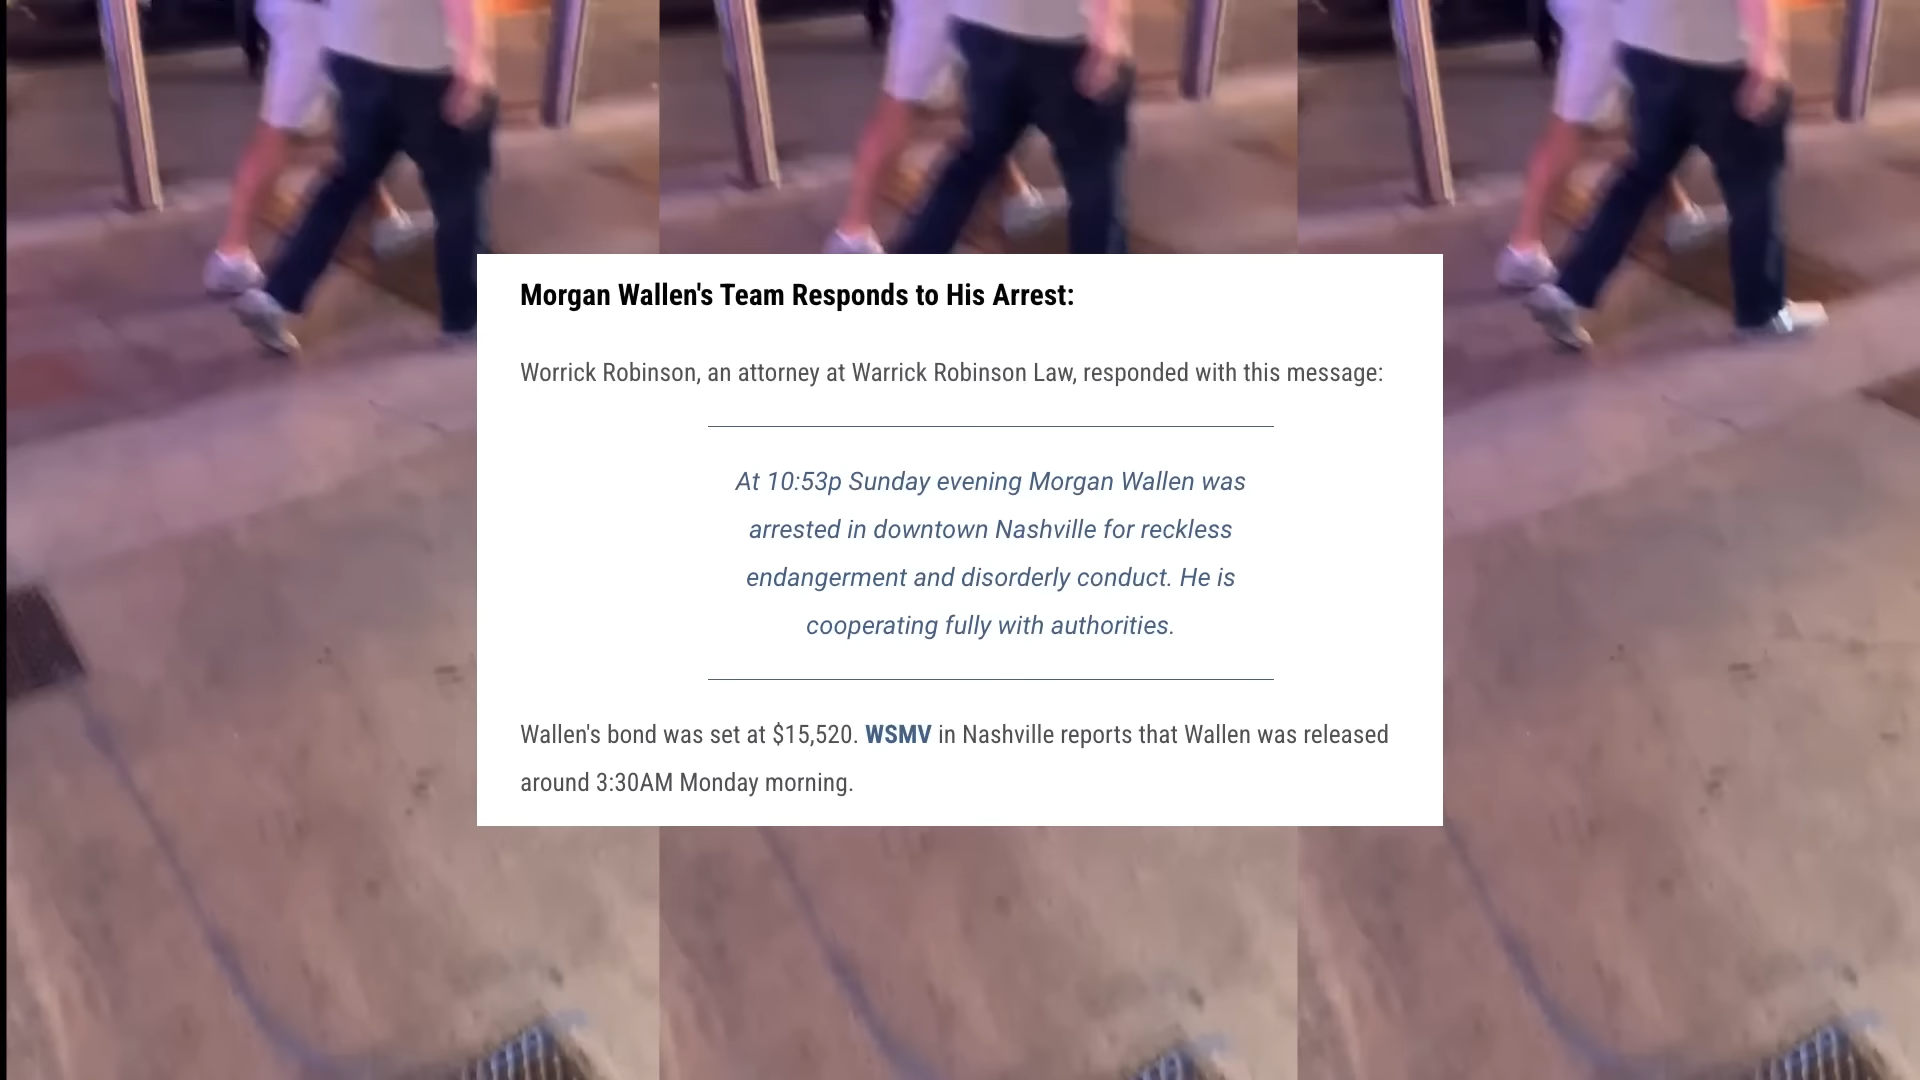 Morgan Wallen's Team Responds to His Arrest:
Worrick Robinson, an attorney at Warrick Robinson Law, responded with this message:
At 10:53p Sunday evening Morgan Wallen was
arrested in downtown Nashville for reckless
endangerment and disorderly conduct. He is
cooperating fully with authorities.
Wallen's bond was set at $15,520. WSMV in Nashville reports that Wallen was released
around 3:30AM Monday morning.